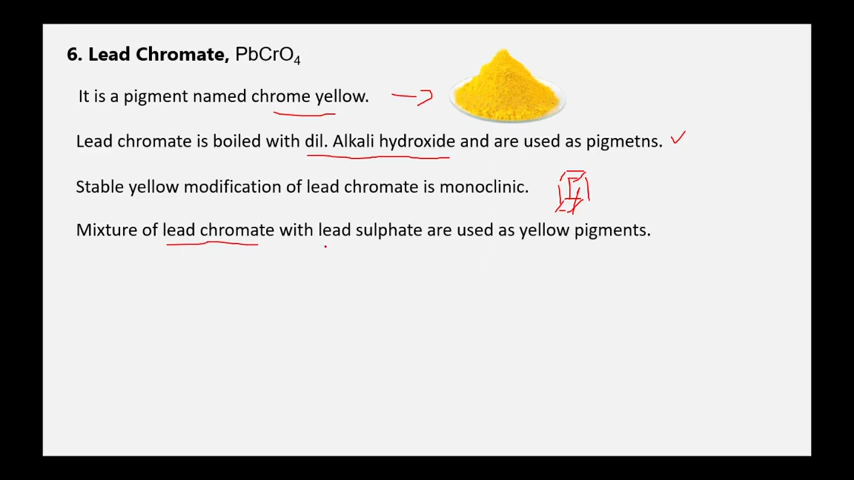 6. Lead Chromate, PbCrO₄
It is a pigment named chrome yellow.
Lead chromate is boiled with dil. Alkali hydroxide and are used as pigmetns.
Stable yellow modification of lead chromate is monoclinic.
Mixture of lead chromate with lead sulphate are used as yellow pigments.